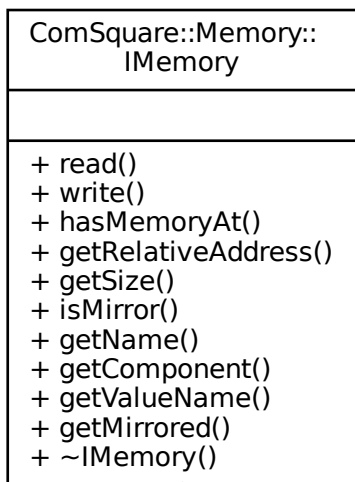 ComSquare::Memory::
IMemory
+ read()
+ write()
+ hasMemoryAt()
+ getRelativeAddress()
+ getSize()
+ isMirror()
+ getName()
+ getComponent()
+ getValueName()
+ getMirrored()
+ ~IMemory()